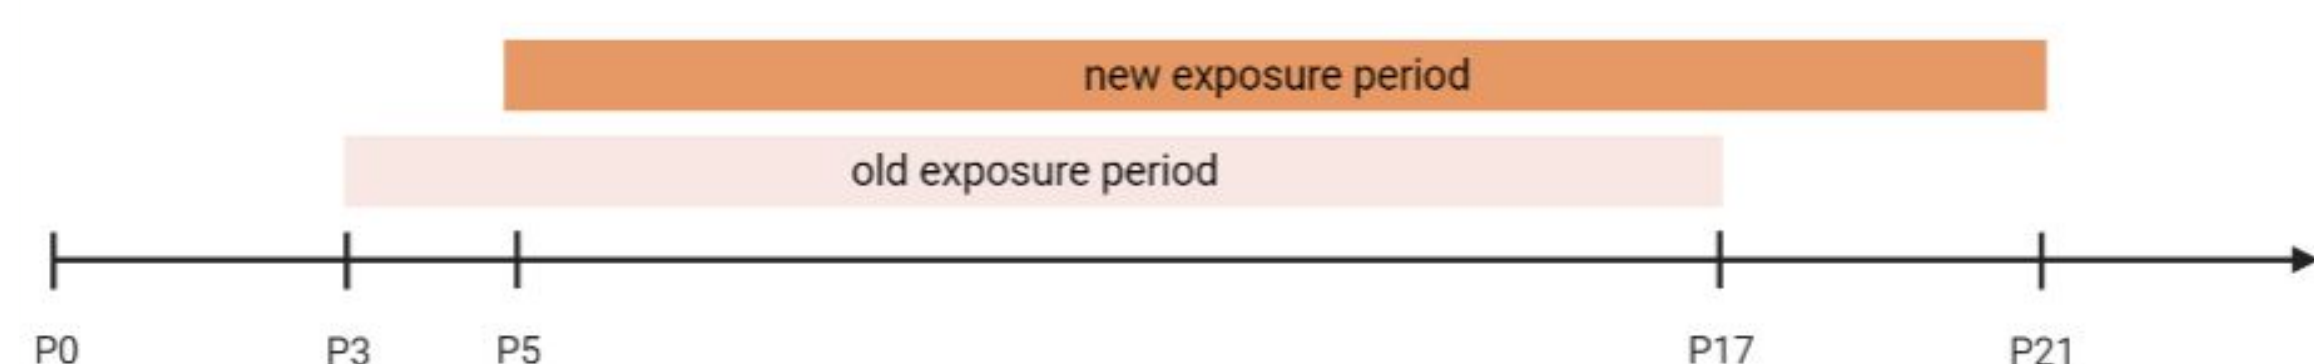 new exposure period
old exposure period
P0 P3 P5 P17 P21